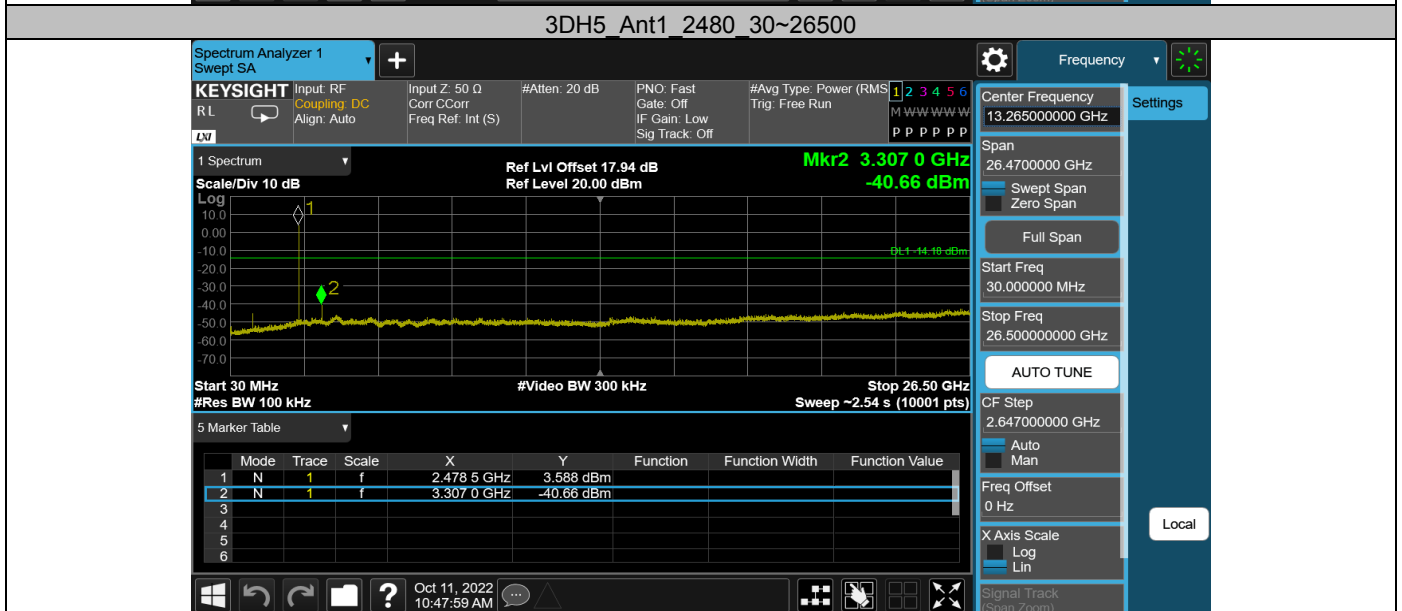 3DH5_Ant1_2480_30~26500
Spectrum Analyzer 1
Swept SA
+
Frequency
KEYSIGHT
RL
LXI
Input: RF
Coupling: DC
Align: Auto
Input Z: 50 Ω
Corr CCorr
Freq Ref: Int (S)
#Atten: 20 dB
PNO: Fast
Gate: Off
IF Gain: Low
Sig Track: Off
#Avg Type: Power (RMS
Trig: Free Run
1 2 3 4 5 6
M W W W W W
P P P P P P
Center Frequency
13.265000000 GHz
Settings
Span
26.4700000 GHz
Swept Span
Zero Span
Full Span
Start Freq
30.000000 MHz
Stop Freq
26.500000000 GHz
AUTO TUNE
CF Step
2.647000000 GHz
Auto
Man
Freq Offset
0 Hz
Local
X Axis Scale
Log
Lin
Signal Track
(Span Zoom)
1 Spectrum
Ref Lvl Offset 17.94 dB
Mkr2 3.307 0 GHz
Scale/Div 10 dB
Ref Level 20.00 dBm
-40.66 dBm
Log
1
10.0
0.00
-10.0
DL1 -14.18 dBm
-20.0
-30.0
2
-40.0
-50.0
-60.0
-70.0
Start 30 MHz
#Video BW 300 kHz
Stop 26.50 GHz
#Res BW 100 kHz
Sweep ~2.54 s (10001 pts)
5 Marker Table
Mode Trace Scale X Y Function Function Width Function Value
1 N 1 f 2.478 5 GHz 3.588 dBm
2 N 1 f 3.307 0 GHz -40.66 dBm
3
4
5
6
?
Oct 11, 2022
10:47:59 AM